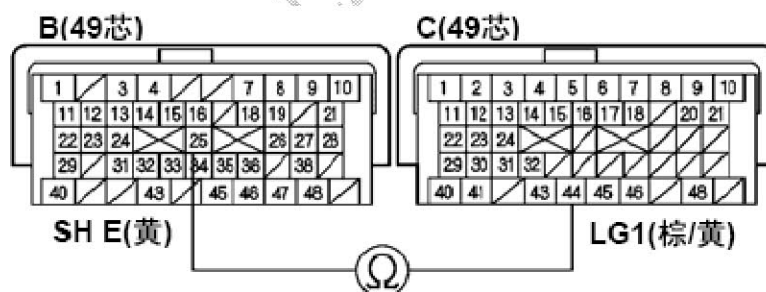 B(49芯)
1 3 4 7 8 9 10
11 12 13 14 15 16 18 19 21
22 23 24 25 26 27 28
29 31 32 33 34 35 36 38
40 43 45 46 47 48
SH E(黄)
C(49芯)
1 2 3 4 5 6 7 8 9 10
11 12 13 14 15 16 17 18 20 21
22 23 24
29 30 31 32
40 41 43 44 45 46 48
LG1(棕/黄)
Ω